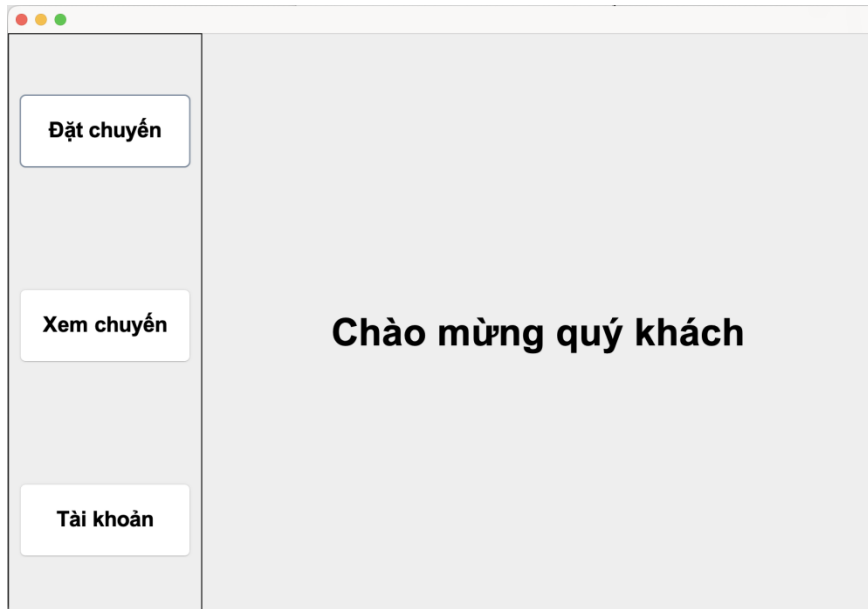 Đặt chuyến
Xem chuyến
Chào mừng quý khách
Tài khoản